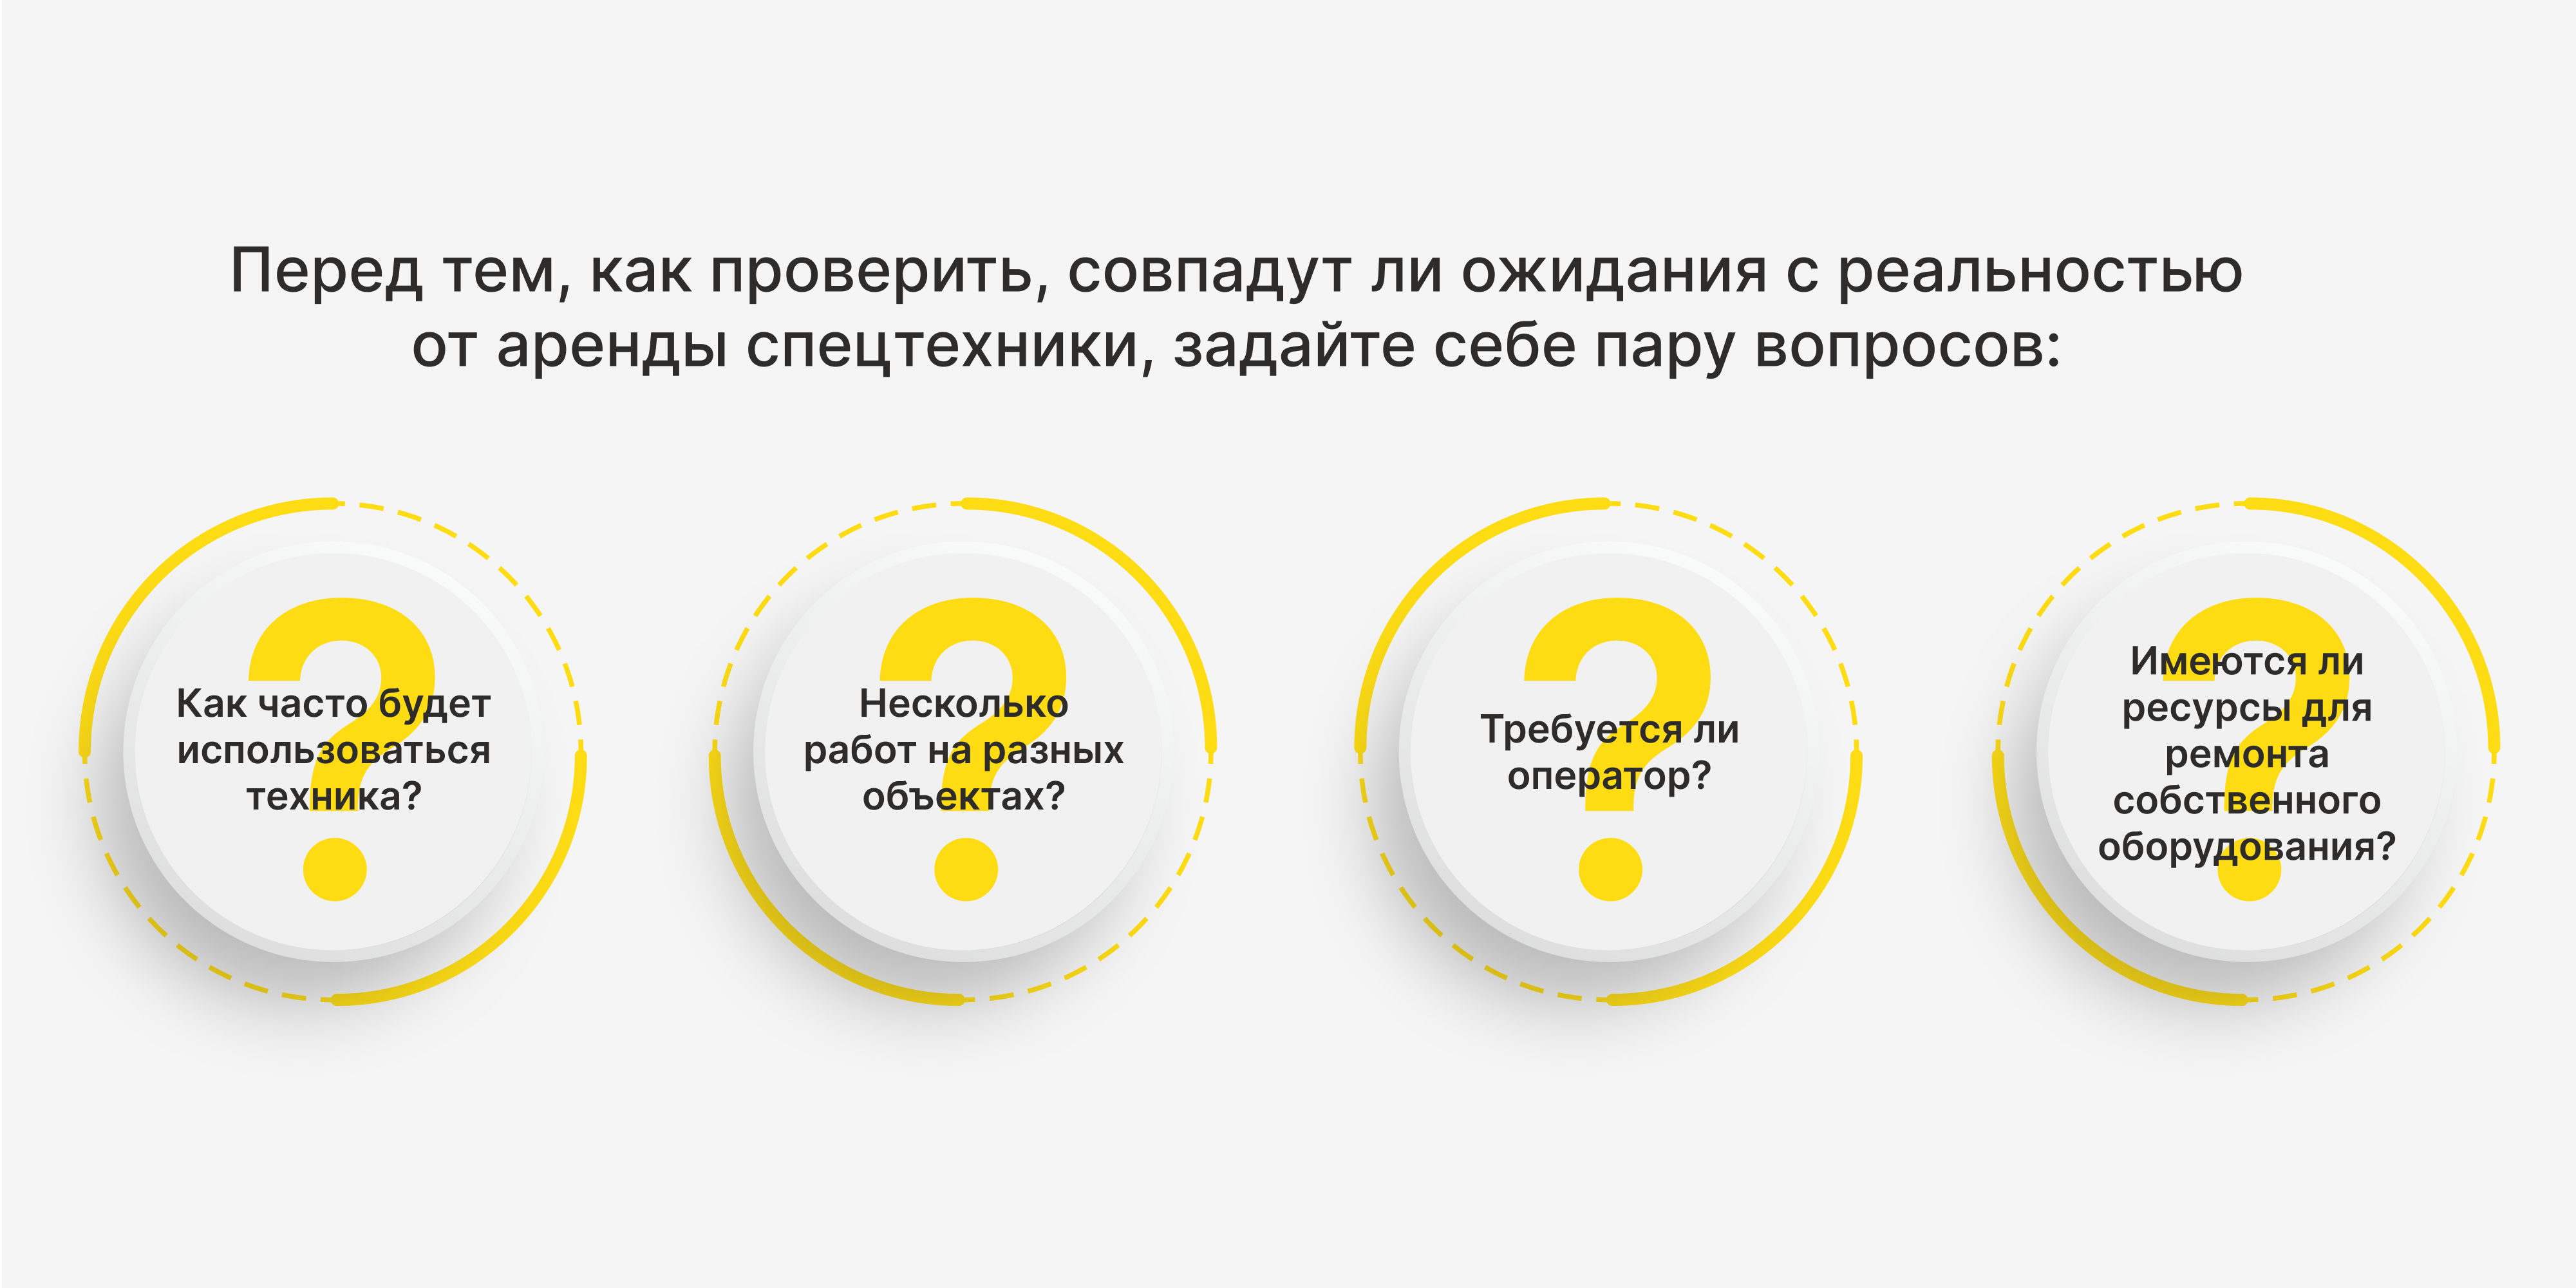 Перед тем, как проверить, совпадут ли ожидания с реальностью
от аренды спецтехники, задайте себе пару вопросов:
?
Как часто будет
использоваться
техника?
?
Несколько
работ на разных
объектах?
?
Требуется ли
оператор?
?
Имеются ли
ресурсы для
ремонта
собственного
оборудования?